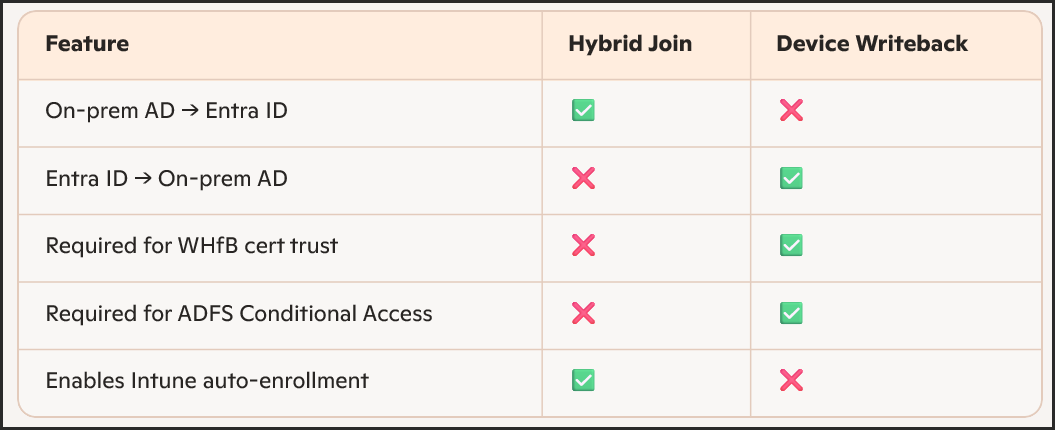 Feature Hybrid Join Device Writeback
On-prem AD → Entra ID ✅ ❌
Entra ID → On-prem AD ❌ ✅
Required for WHfB cert trust ❌ ✅
Required for ADFS Conditional Access ❌ ✅
Enables Intune auto-enrollment ✅ ❌